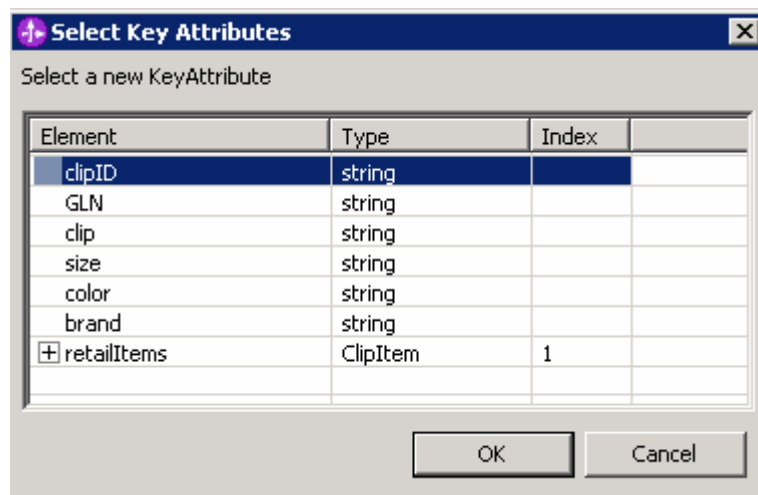 Select Key Attributes
Select a new KeyAttribute
Element Type Index
clipID string
GLN string
clip string
size string
color string
brand string
retailItems ClipItem 1
OK Cancel